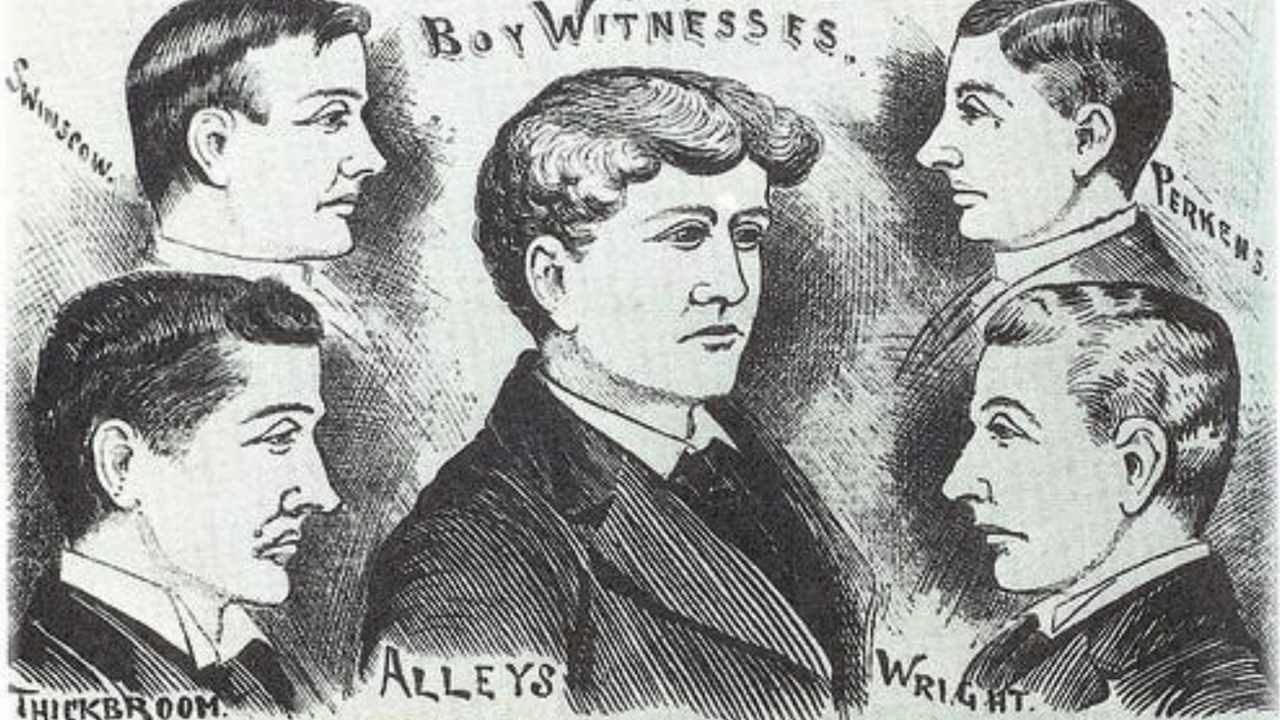 BOY WITNESSES.
SWINSCOW.
PERKENS.
THICKBROOM.
ALLEYS
WRIGHT.